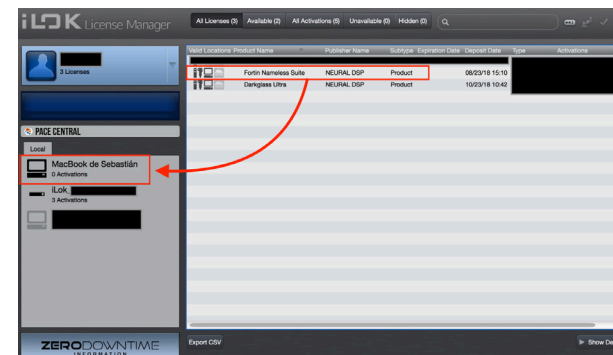 iLOK License Manager
All Licenses (3) Available (2) All Activations (5) Unavailable (0) Hidden (0)
3 Licenses
PACE CENTRAL
Local
MacBook de Sebastián
0 Activations
iLok_
3 Activations
ZERODOWNTIME
INFORMATION
Valid Locations Product Name Publisher Name Subtype Expiration Date Deposit Date Type Activations
Fortin Nameless Suite NEURAL DSP Product 08/23/18 15:10
Darkglass Ultra NEURAL DSP Product 10/23/18 10:42
Export CSV Show De